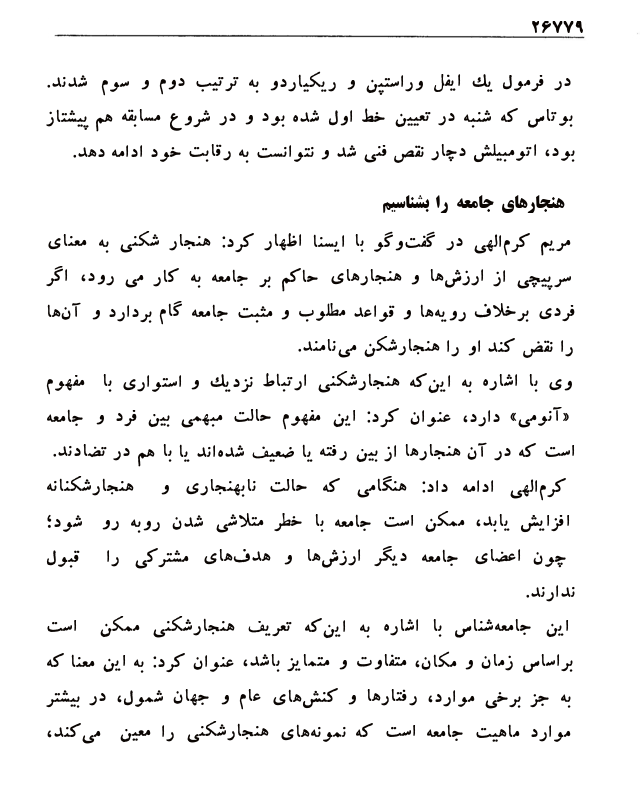 ۲۶۷۷۹
در فرمول یك ایفل وراستپن و ریکیاردو به ترتیب دوم و سوم شدند.
بوتاس که شنبه در تعیین خط اول شده بود و در شروع مسابقه هم پیشتاز
بود، اتومبیلش دچار نقص فنی شد و نتوانست به رقابت خود ادامه دهد.
هنجارهای جامعه را بشناسیم
مریم کرم‌الهی در گفت‌وگو با ایسنا اظهار کرد: هنجار شکنی به معنای
سرپیچی از ارزش‌ها و هنجارهای حاکم بر جامعه به کار می رود، اگر
فردی برخلاف رویه‌ها و قواعد مطلوب و مثبت جامعه گام بردارد و آن‌ها
را نقض کند او را هنجارشکن می‌نامند.
وی با اشاره به این‌که هنجارشکنی ارتباط نزدیك و استواری با مفهوم
«آنومی» دارد، عنوان کرد: این مفهوم حالت مبهمی بین فرد و جامعه
است که در آن هنجارها از بین رفته یا ضعیف شده‌اند یا با هم در تضادند.
کرم‌الهی ادامه داد: هنگامی که حالت نابهنجاری و هنجارشکنانه
افزایش یابد، ممکن است جامعه با خطر متلاشی شدن روبه رو شود؛
چون اعضای جامعه دیگر ارزش‌ها و هدف‌های مشترکی را قبول
ندارند.
این جامعه‌شناس با اشاره به این‌که تعریف هنجارشکنی ممکن است
براساس زمان و مکان، متفاوت و متمایز باشد، عنوان کرد: به این معنا که
به جز برخی موارد، رفتارها و کنش‌های عام و جهان شمول، در بیشتر
موارد ماهیت جامعه است که نمونه‌های هنجارشکنی را معین می‌کند،